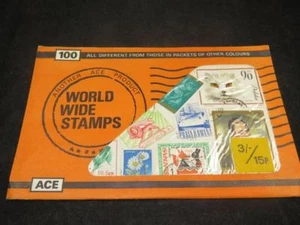 100
ALL DIFFERENT FROM THOSE IN PACKETS OF OTHER COLOURS
ANOTHER ACE PRODUCT
WORLD
WIDE
STAMPS
96
3/-/15P
ACE